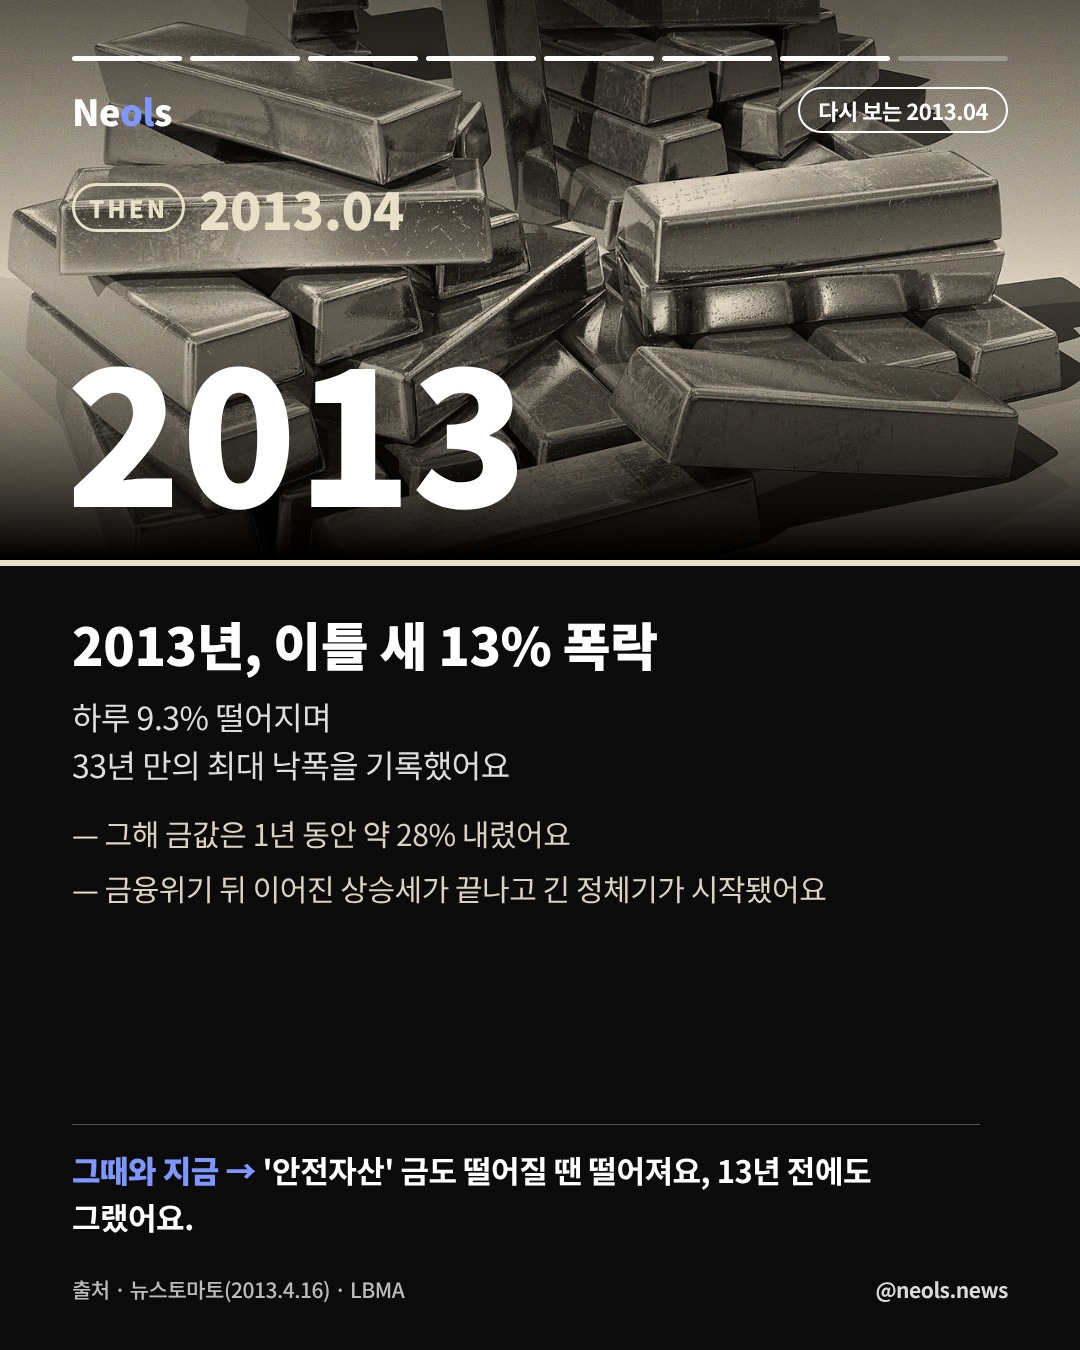 Neols
다시 보는 2013.04
THEN 2013.04
2013
2013년, 이틀 새 13% 폭락
하루 9.3% 떨어지며
33년 만의 최대 낙폭을 기록했어요
— 그해 금값은 1년 동안 약 28% 내렸어요
— 금융위기 뒤 이어진 상승세가 끝나고 긴 정체기가 시작됐어요
그때와 지금 → '안전자산' 금도 떨어질 땐 떨어져요, 13년 전에도
그랬어요.
출처 · 뉴스토마토(2013.4.16) · LBMA
@neols.news